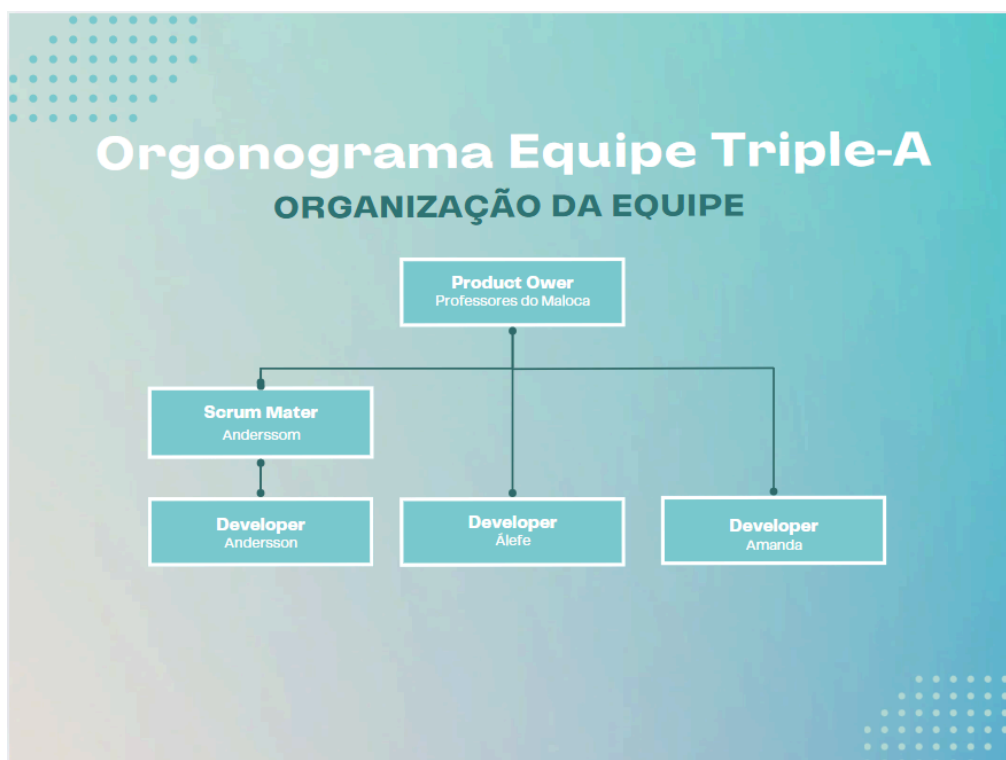 Orgonograma Equipe Triple-A
ORGANIZAÇÃO DA EQUIPE
Product Ower
Professores do Maloca
Scrum Mater
Anderssom
Developer
Andersson
Developer
Álefe
Developer
Amanda